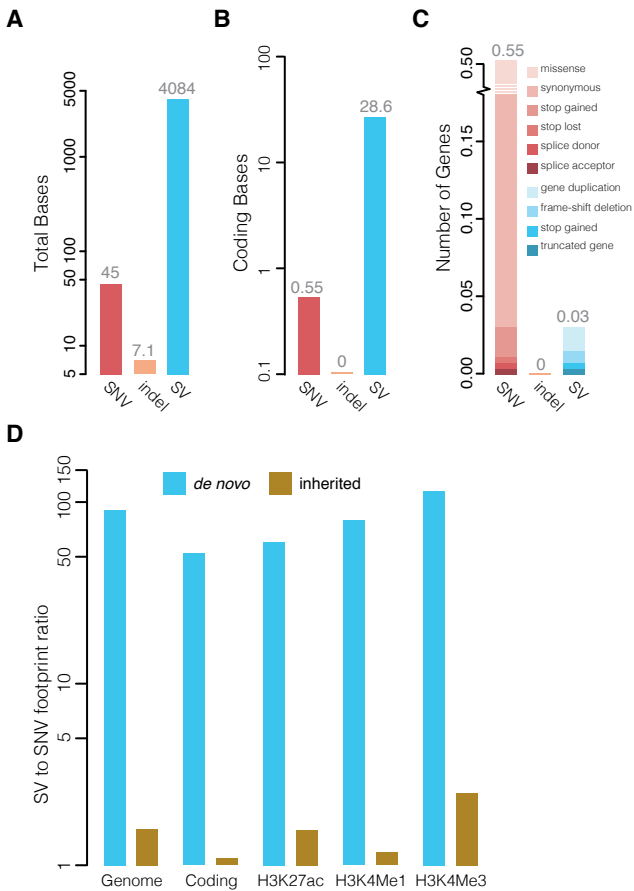 A
Total Bases
5000
1000
500
100
50
10
5
4084
45
7.1
SNV
indel
SV
B
Coding Bases
100
10
1
0.1
28.6
0.55
0
SNV
indel
SV
C
Number of Genes
0.50
0.15
0.10
0.05
0.00
0.55
0
0.03
SNV
indel
SV
missense
synonymous
stop gained
stop lost
splice donor
splice acceptor
gene duplication
frame-shift deletion
stop gained
truncated gene
D
SV to SNV footprint ratio
150
100
50
10
5
1
de novo
inherited
Genome
Coding
H3K27ac
H3K4Me1
H3K4Me3